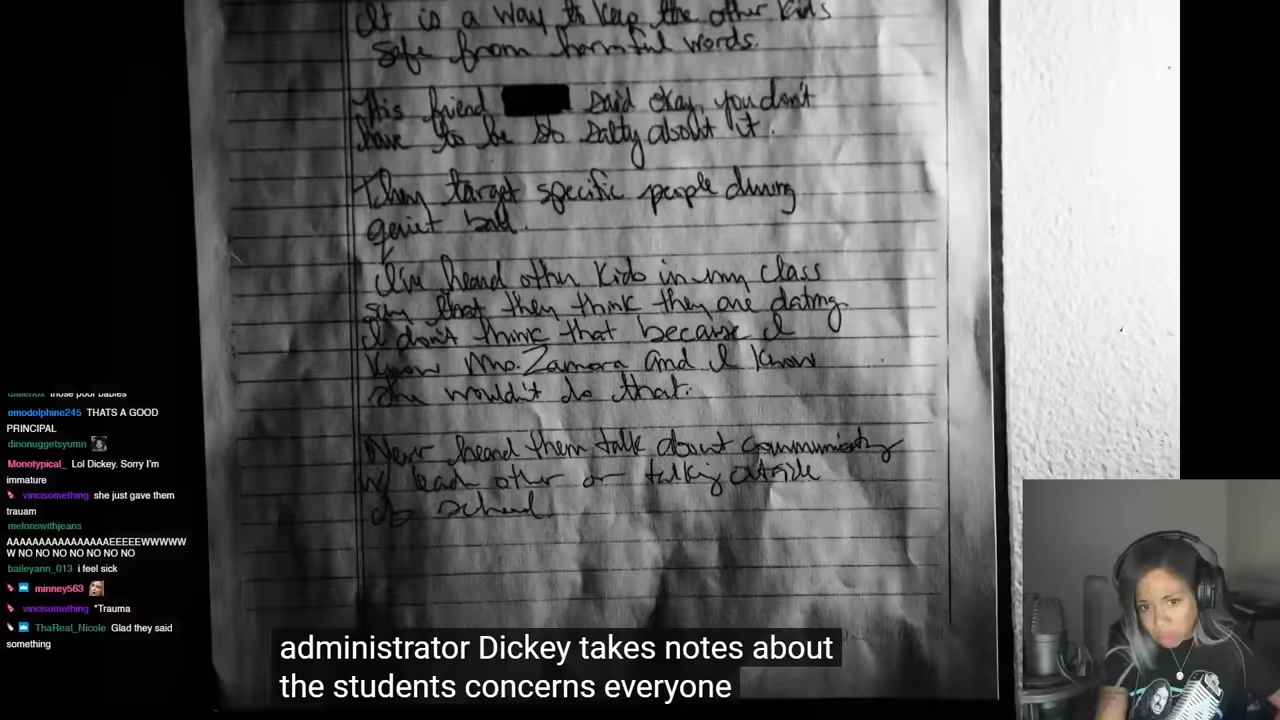 It is a way to keep the other kids
safe from harmful words.
This friend said okay, you don't
have to be so salty about it.
They target specific people during
quiet ball.
I've heard other kids in my class
say that they think they are dating.
I don't think that because I
know Ms. Zamora and I know
she wouldn't do that.
Never heard them talk about
w/ each other or talking outside
of school.
dislenox those poor babies
emodolphine245 THATS A GOOD
PRINCIPAL
dinonuggetsyumn
Monotypical_ Lol Dickey. Sorry I'm
immature
vincisomething she just gave them
trauam
melonswithjeans
AAAAAAAAAAAAAAAAEEEEEWWWWW
W NO NO NO NO NO NO NO
baileyann_013 i feel sick
minney563
vincisomething *Trauma
ThaReal_Nicole Glad they said
something
administrator Dickey takes notes about
the students concerns everyone